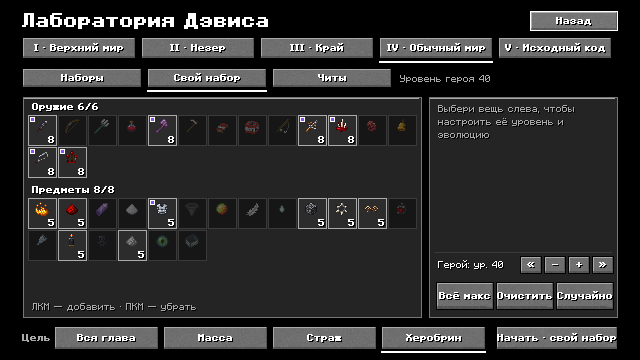 Лаборатория Дэвиса
Назад
I · Верхний мир
II · Незер
III · Край
IV · Обычный мир
V · Исходный код
Наборы
Свой набор
Читы
Уровень героя 40
Оружие 6/6
8
8
8
8
8
8
Предметы 8/8
5
5
5
5
5
5
5
5
ЛКМ — добавить · ПКМ — убрать
Выбери вещь слева, чтобы
настроить её уровень и
эволюцию
Герой: ур. 40
«
–
+
»
Всё макс
Очистить
Случайно
Цель
Вся глава
Масса
Страж
Херобрин
Начать · свой набор